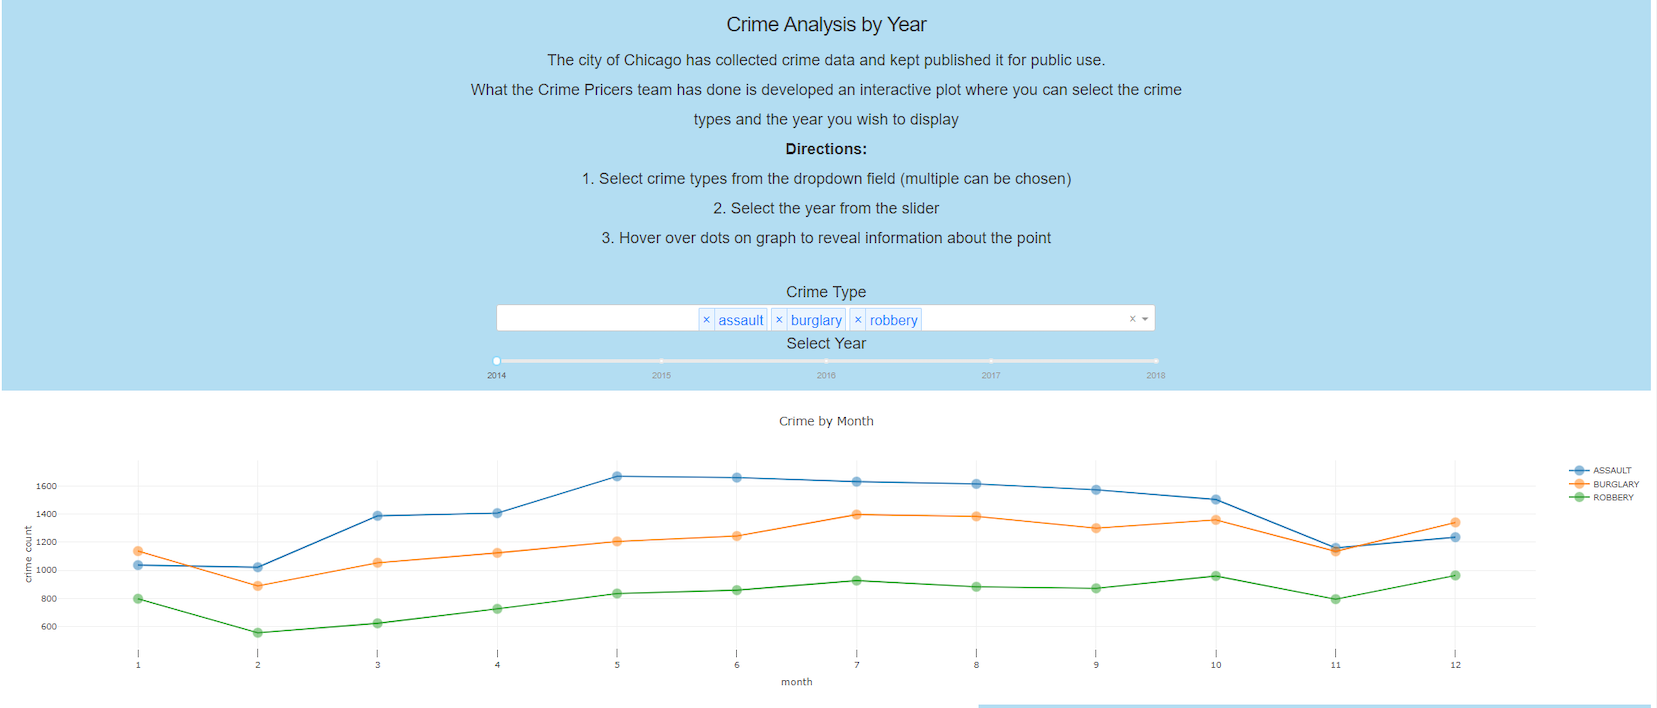 Crime Analysis by Year
The city of Chicago has collected crime data and kept published it for public use.
What the Crime Pricers team has done is developed an interactive plot where you can select the crime
types and the year you wish to display
Directions:
1. Select crime types from the dropdown field (multiple can be chosen)
2. Select the year from the slider
3. Hover over dots on graph to reveal information about the point
Crime Type
× assault × burglary × robbery ×
Select Year
2014 2015 2016 2017 2018
Crime by Month
ASSAULT
BURGLARY
ROBBERY
crime count
1600
1400
1200
1000
800
600
1 2 3 4 5 6 7 8 9 10 11 12
month